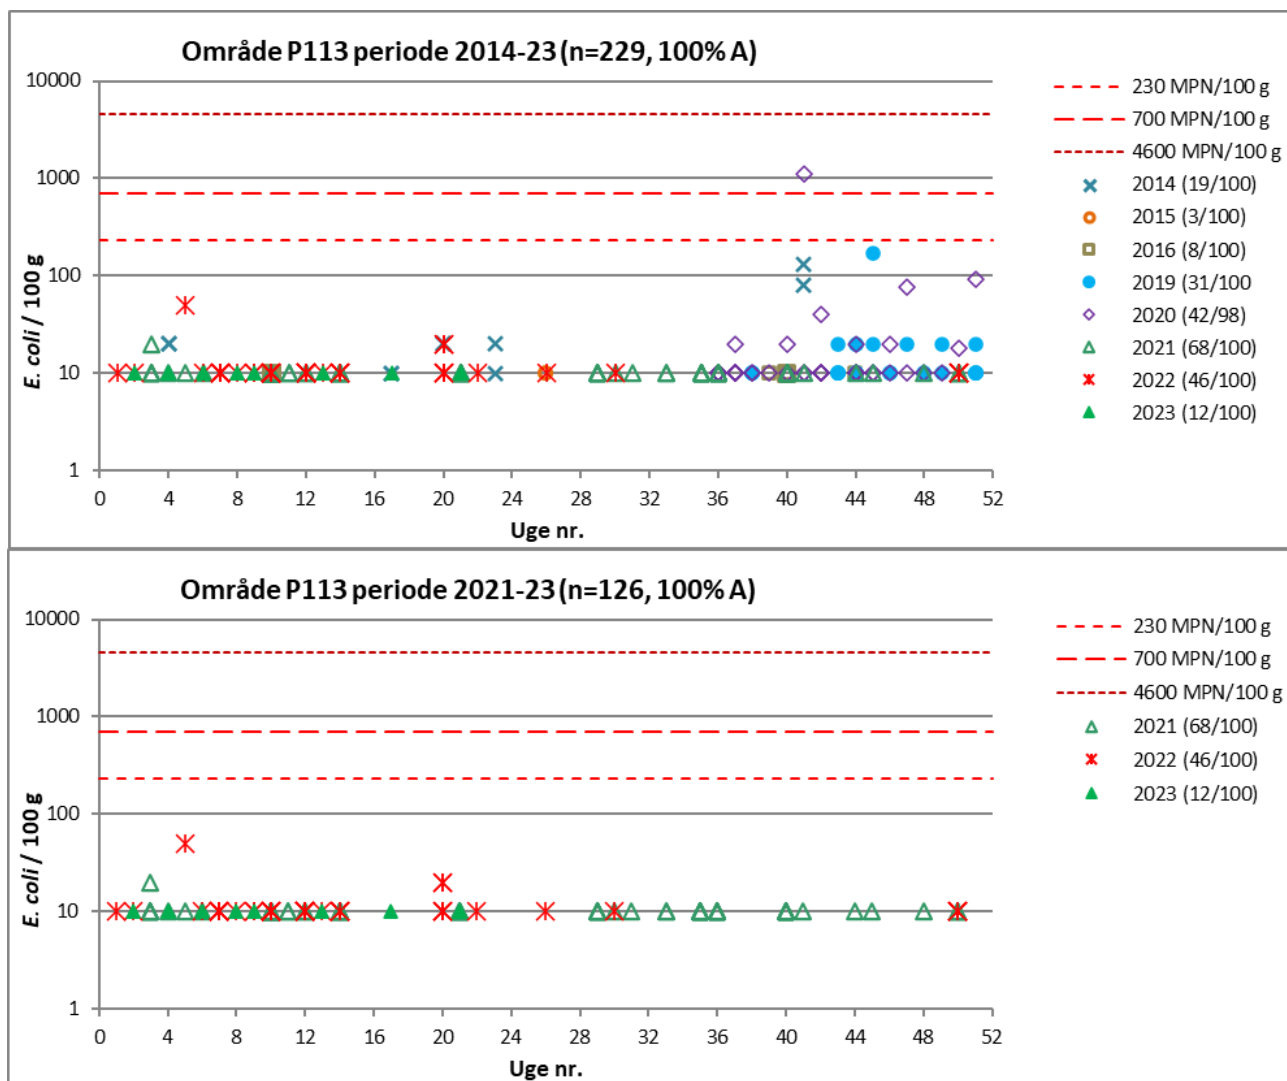 Område P113 periode 2014-23 (n=229, 100% A)
10000
1000
100
10
1
E. coli / 100 g
0 4 8 12 16 20 24 28 32 36 40 44 48 52
Uge nr.
230 MPN/100 g
700 MPN/100 g
4600 MPN/100 g
2014 (19/100)
2015 (3/100)
2016 (8/100)
2019 (31/100
2020 (42/98)
2021 (68/100)
2022 (46/100)
2023 (12/100)
Område P113 periode 2021-23 (n=126, 100% A)
10000
1000
100
10
1
E. coli / 100 g
0 4 8 12 16 20 24 28 32 36 40 44 48 52
Uge nr.
230 MPN/100 g
700 MPN/100 g
4600 MPN/100 g
2021 (68/100)
2022 (46/100)
2023 (12/100)